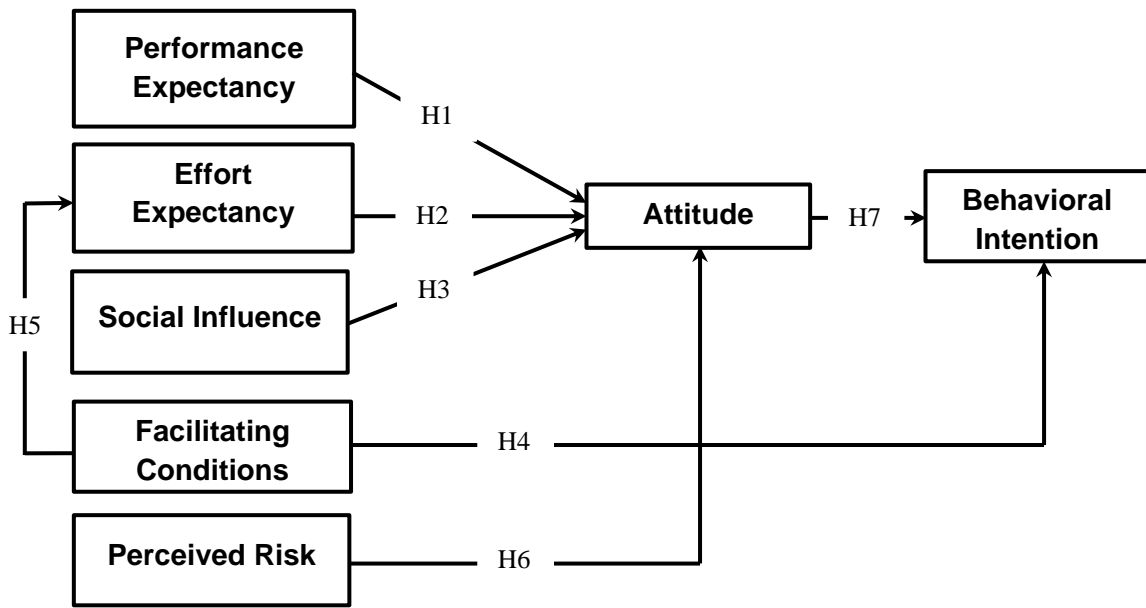 Performance
Expectancy
H1
Effort
Expectancy
H2
Attitude
H7
Behavioral
Intention
Social Influence
H3
H5
Facilitating
Conditions
H4
Perceived Risk
H6